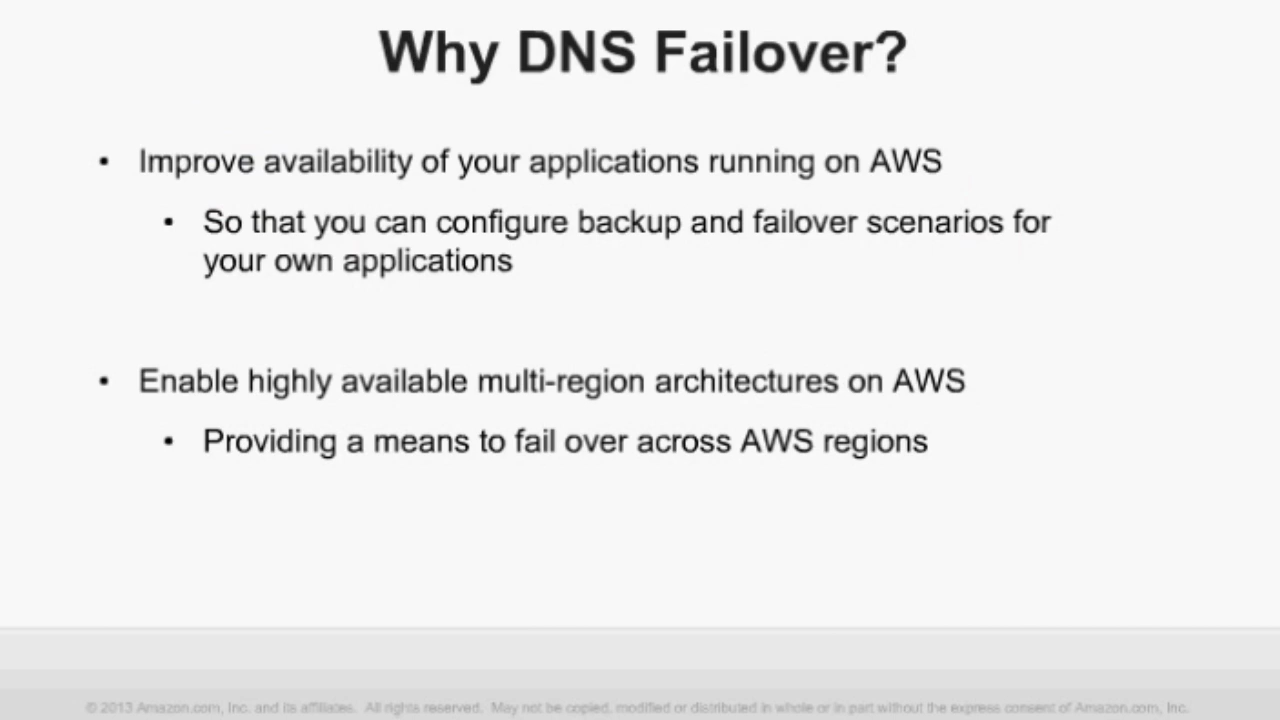 Why DNS Failover?
• Improve availability of your applications running on AWS
• So that you can configure backup and failover scenarios for
your own applications
• Enable highly available multi-region architectures on AWS
• Providing a means to fail over across AWS regions
© 2013 Amazon.com, Inc. and its affiliates. All rights reserved. May not be copied, modified or distributed in whole or in part without the express consent of Amazon.com, Inc.